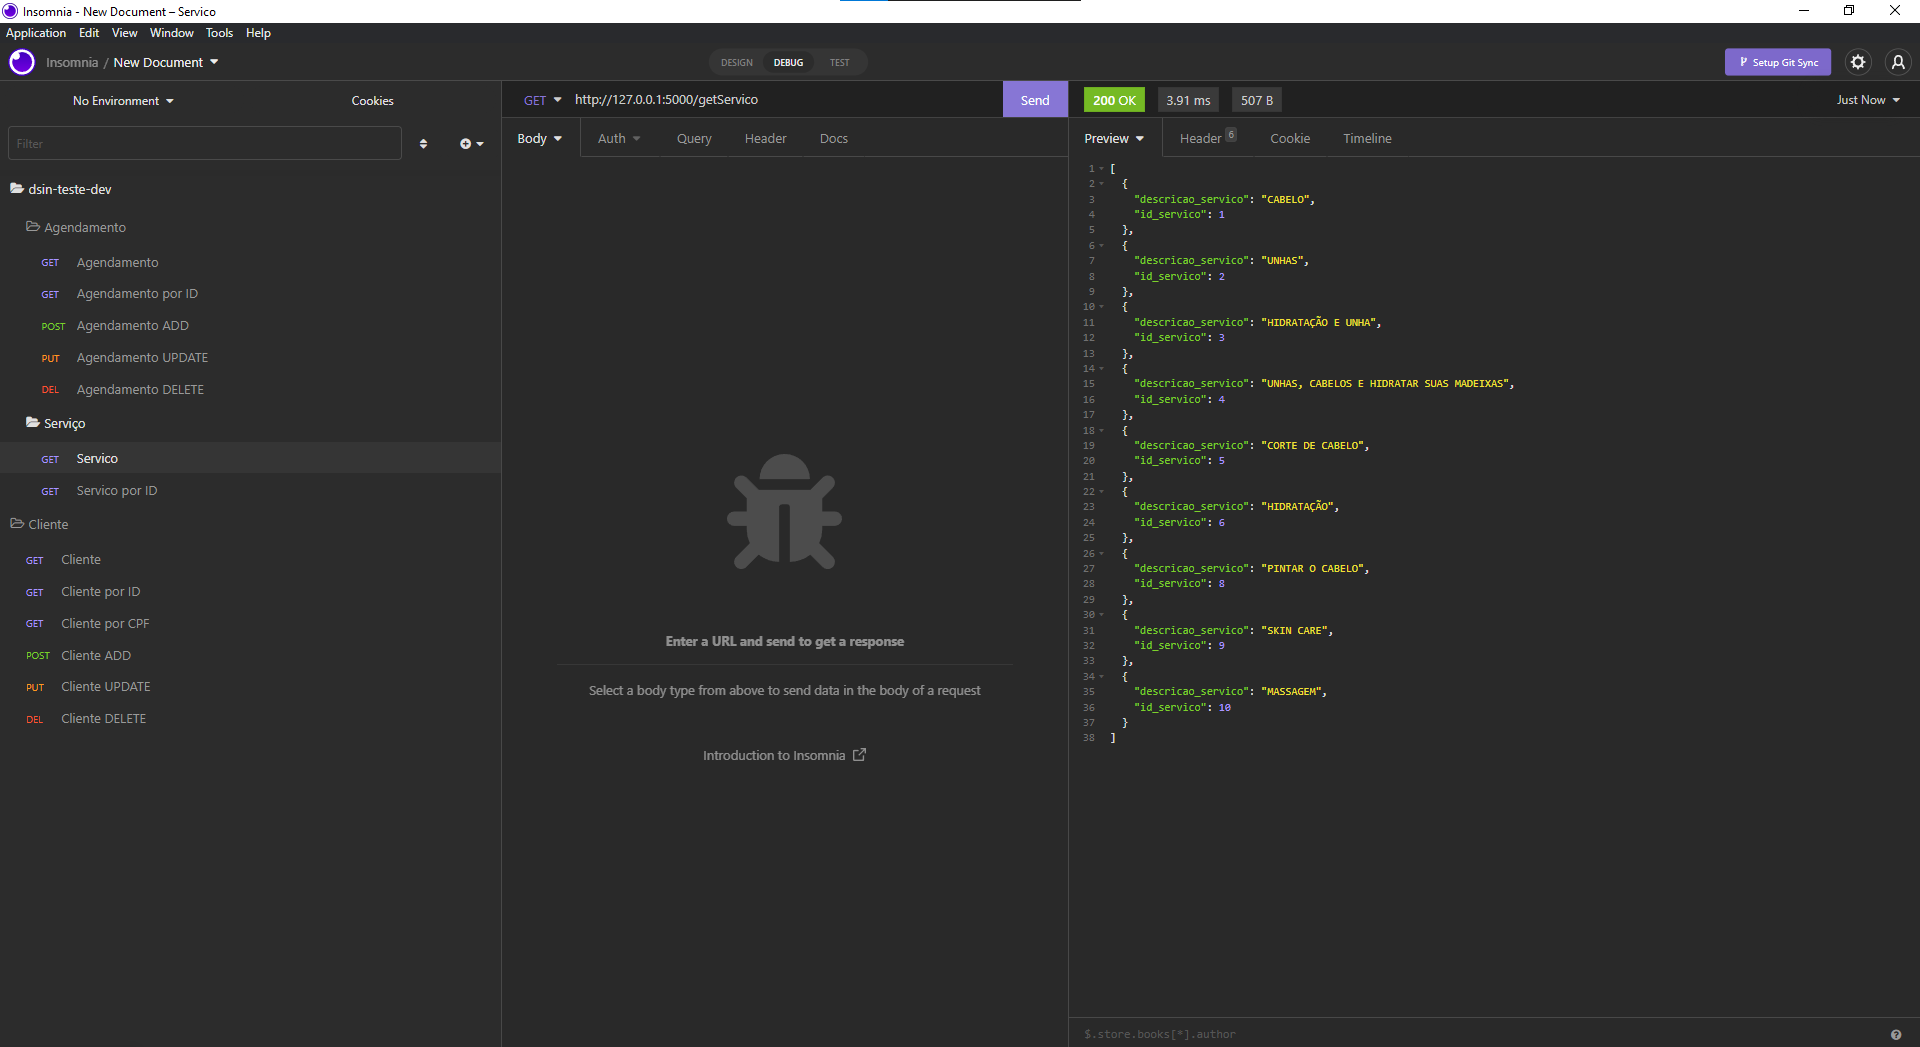 Insomnia - New Document – Servico
Application Edit View Window Tools Help
Insomnia / New Document
DESIGN DEBUG TEST
Setup Git Sync
No Environment Cookies
Filter
dsin-teste-dev
Agendamento
GET Agendamento
GET Agendamento por ID
POST Agendamento ADD
PUT Agendamento UPDATE
DEL Agendamento DELETE
Serviço
GET Servico
GET Servico por ID
Cliente
GET Cliente
GET Cliente por ID
GET Cliente por CPF
POST Cliente ADD
PUT Cliente UPDATE
DEL Cliente DELETE
GET http://127.0.0.1:5000/getServico Send
Body Auth Query Header Docs
Enter a URL and send to get a response
Select a body type from above to send data in the body of a request
Introduction to Insomnia
200 OK 3.91 ms 507 B Just Now
Preview Header 6 Cookie Timeline
1 [
2 {
3 "descricao_servico": "CABELO",
4 "id_servico": 1
5 },
6 {
7 "descricao_servico": "UNHAS",
8 "id_servico": 2
9 },
10 {
11 "descricao_servico": "HIDRATAÇÃO E UNHA",
12 "id_servico": 3
13 },
14 {
15 "descricao_servico": "UNHAS, CABELOS E HIDRATAR SUAS MADEIXAS",
16 "id_servico": 4
17 },
18 {
19 "descricao_servico": "CORTE DE CABELO",
20 "id_servico": 5
21 },
22 {
23 "descricao_servico": "HIDRATAÇÃO",
24 "id_servico": 6
25 },
26 {
27 "descricao_servico": "PINTAR O CABELO",
28 "id_servico": 8
29 },
30 {
31 "descricao_servico": "SKIN CARE",
32 "id_servico": 9
33 },
34 {
35 "descricao_servico": "MASSAGEM",
36 "id_servico": 10
37 }
38 ]
$.store.books[*].author